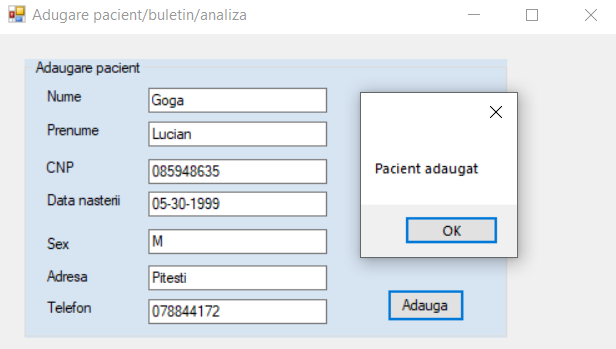 Adugare pacient/buletin/analiza
Adaugare pacient
Nume Goga
Prenume Lucian
CNP 085948635
Data nasterii 05-30-1999
Sex M
Adresa Pitesti
Telefon 078844172
Adauga
Pacient adaugat
OK